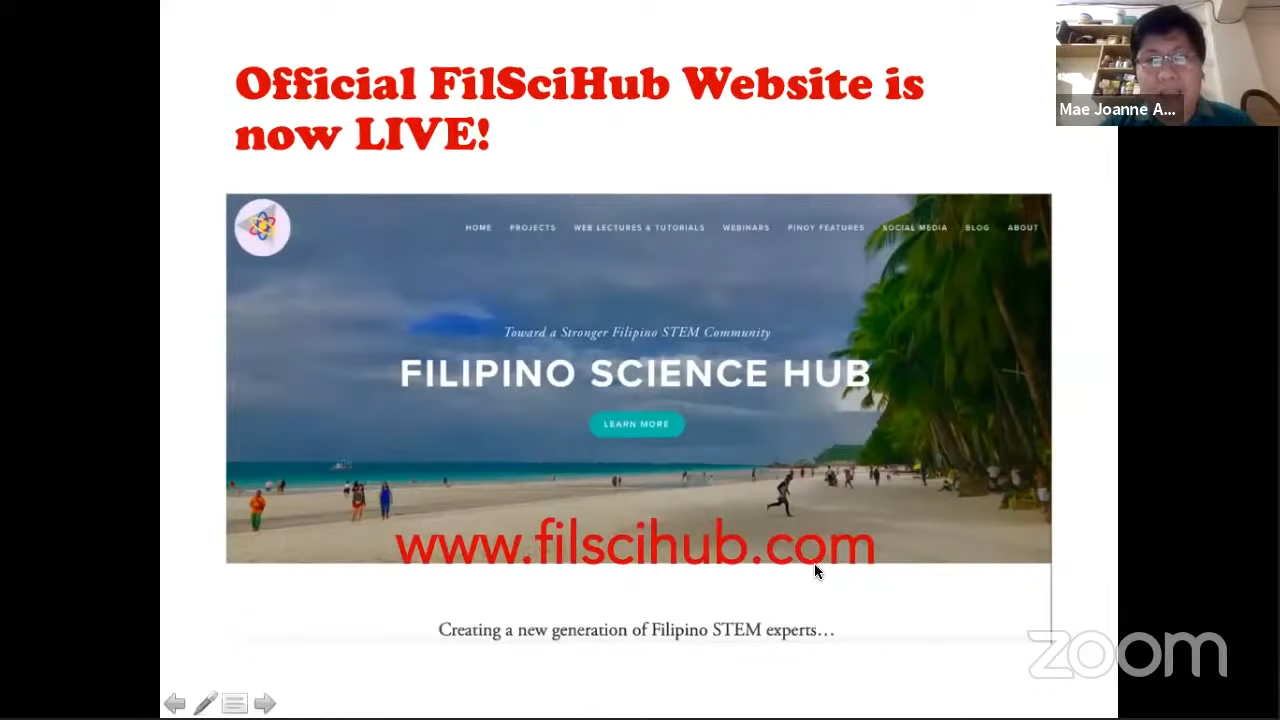 Official FilSciHub Website is
now LIVE!
Mae Joanne A...
HOME PROJECTS WEB LECTURES & TUTORIALS WEBINARS PINOY FEATURES SOCIAL MEDIA BLOG ABOUT
Toward a Stronger Filipino STEM Community
FILIPINO SCIENCE HUB
LEARN MORE
www.filscihub.com
Creating a new generation of Filipino STEM experts...
zoom